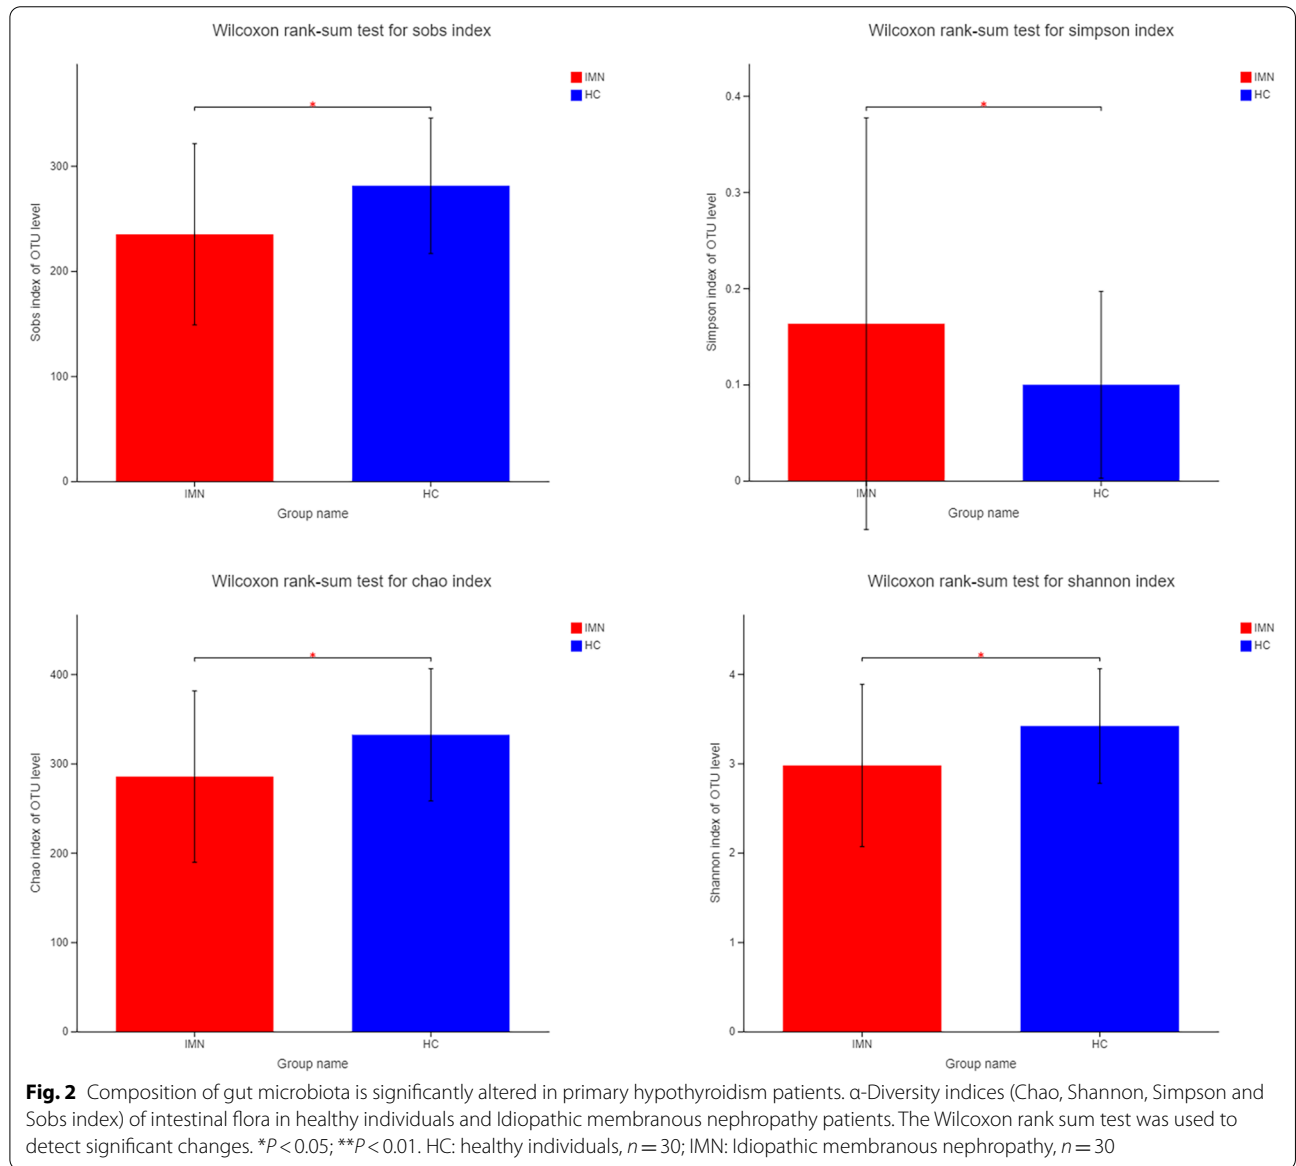 Wilcoxon rank-sum test for sobs index
IMN
HC
*
300
200
100
0
Sobs index of OTU level
IMN
HC
Group name
Wilcoxon rank-sum test for simpson index
IMN
HC
*
0.4
0.3
0.2
0.1
0
Simpson index of OTU level
IMN
HC
Group name
Wilcoxon rank-sum test for chao index
IMN
HC
*
400
300
200
100
0
Chao index of OTU level
IMN
HC
Group name
Wilcoxon rank-sum test for shannon index
IMN
HC
*
4
3
2
1
0
Shannon index of OTU level
IMN
HC
Group name
Fig. 2 Composition of gut microbiota is significantly altered in primary hypothyroidism patients. α-Diversity indices (Chao, Shannon, Simpson and
Sobs index) of intestinal flora in healthy individuals and Idiopathic membranous nephropathy patients. The Wilcoxon rank sum test was used to
detect significant changes. *P < 0.05; **P < 0.01. HC: healthy individuals, n = 30; IMN: Idiopathic membranous nephropathy, n = 30